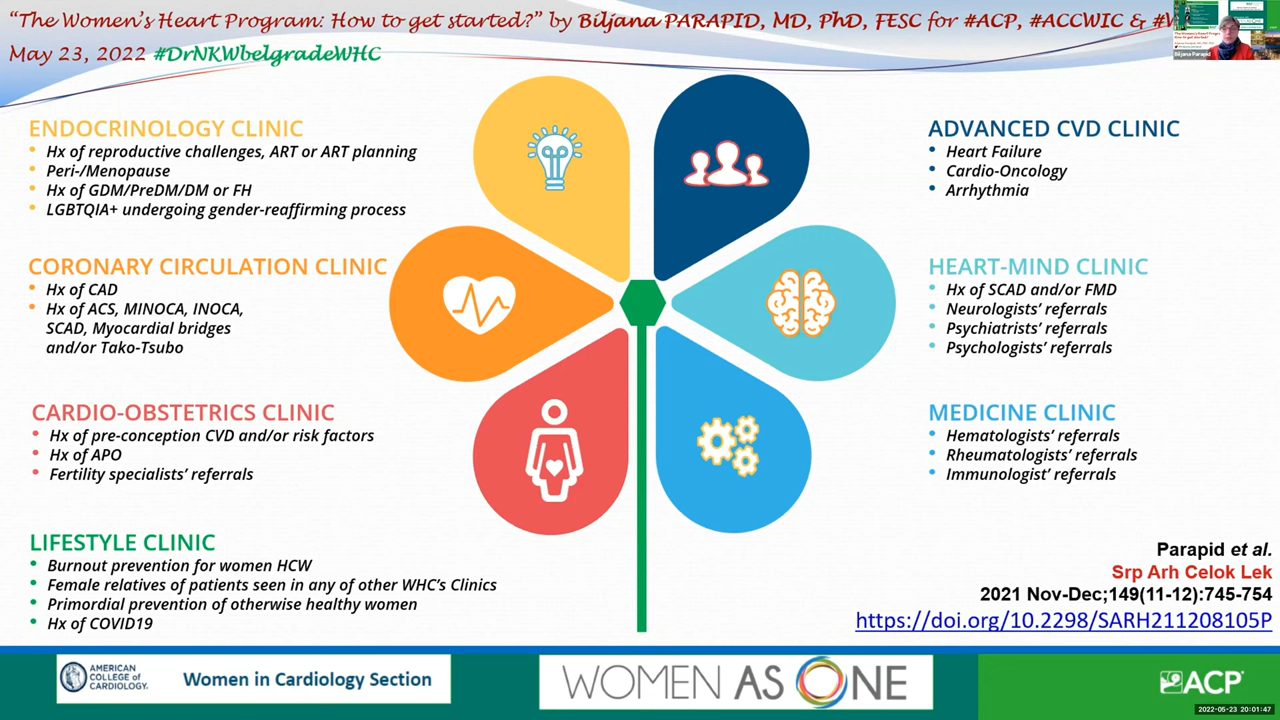 “The Women’s Heart Program: How to get started?” by Biljana PARAPID, MD, PhD, FESC for #ACP, #ACCWIC &
May 23, 2022 #DrNKWbelgradeWHC
Biljana Parapid
ENDOCRINOLOGY CLINIC
• Hx of reproductive challenges, ART or ART planning
• Peri-/Menopause
• Hx of GDM/PreDM/DM or FH
• LGBTQIA+ undergoing gender-reaffirming process
CORONARY CIRCULATION CLINIC
• Hx of CAD
• Hx of ACS, MINOCA, INOCA,
SCAD, Myocardial bridges
and/or Tako-Tsubo
CARDIO-OBSTETRICS CLINIC
• Hx of pre-conception CVD and/or risk factors
• Hx of APO
• Fertility specialists’ referrals
LIFESTYLE CLINIC
• Burnout prevention for women HCW
• Female relatives of patients seen in any of other WHC’s Clinics
• Primordial prevention of otherwise healthy women
• Hx of COVID19
ADVANCED CVD CLINIC
• Heart Failure
• Cardio-Oncology
• Arrhythmia
HEART-MIND CLINIC
• Hx of SCAD and/or FMD
• Neurologists’ referrals
• Psychiatrists’ referrals
• Psychologists’ referrals
MEDICINE CLINIC
• Hematologists’ referrals
• Rheumatologists’ referrals
• Immunologist’ referrals
Parapid et al.
Srp Arh Celok Lek
2021 Nov-Dec;149(11-12):745-754
https://doi.org/10.2298/SARH211208105P
AMERICAN
COLLEGE of
CARDIOLOGY.
Women in Cardiology Section
WOMEN AS ONE
ACP
2022-05-23 20:01:47